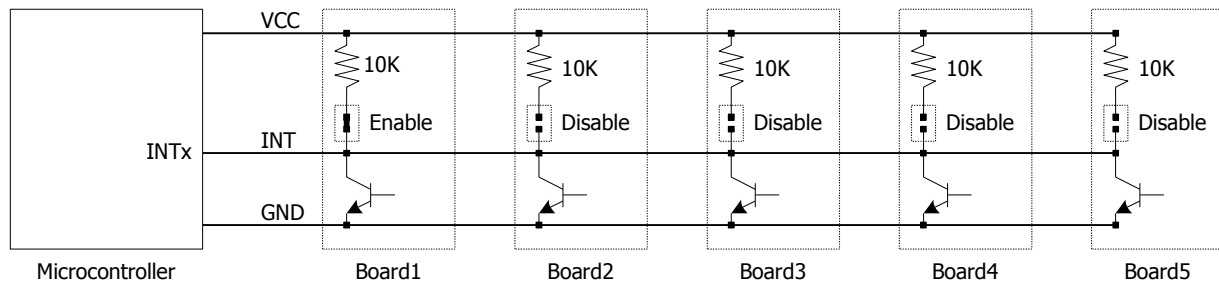 VCC
10K 10K 10K 10K 10K
Enable Disable Disable Disable Disable
INT
INTx
GND
Microcontroller Board1 Board2 Board3 Board4 Board5